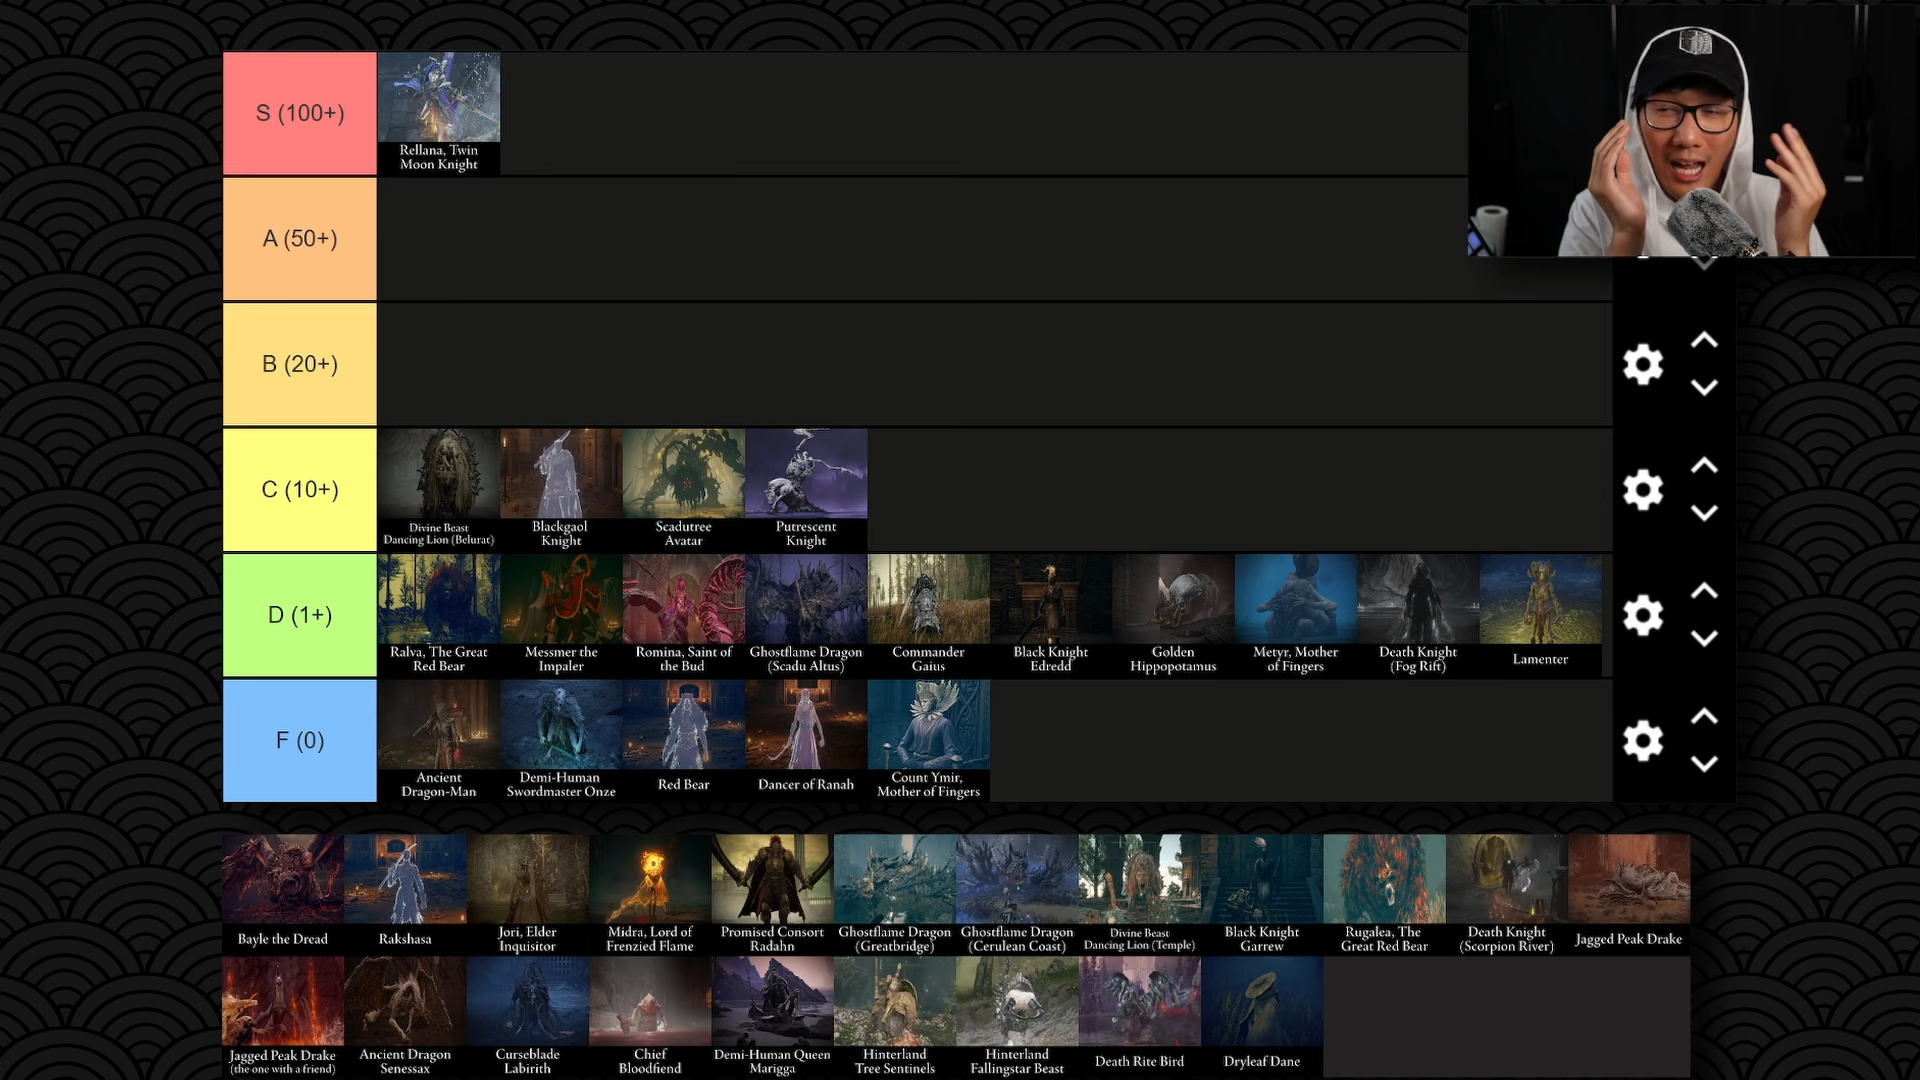 S (100+)
Rellana, Twin
Moon Knight
A (50+)
B (20+)
C (10+)
Divine Beast
Dancing Lion (Belurat)
Blackgaol
Knight
Scadutree
Avatar
Putrescent
Knight
D (1+)
Ralva, The Great
Red Bear
Messmer the
Impaler
Romina, Saint of
the Bud
Ghostflame Dragon
(Scadu Altus)
Commander
Gaius
Black Knight
Edredd
Golden
Hippopotamus
Metyr, Mother
of Fingers
Death Knight
(Fog Rift)
Lamenter
F (0)
Ancient
Dragon-Man
Demi-Human
Swordmaster Onze
Red Bear
Dancer of Ranah
Count Ymir,
Mother of Fingers
Bayle the Dread
Rakshasa
Jori, Elder
Inquisitor
Midra, Lord of
Frenzied Flame
Promised Consort
Radahn
Ghostflame Dragon
(Greatbridge)
Ghostflame Dragon
(Cerulean Coast)
Divine Beast
Dancing Lion (Temple)
Black Knight
Garrew
Rugalea, The
Great Red Bear
Death Knight
(Scorpion River)
Jagged Peak Drake
Jagged Peak Drake
(the one with a friend)
Ancient Dragon
Senessax
Curseblade
Labirith
Chief
Bloodfiend
Demi-Human Queen
Marigga
Hinterland
Tree Sentinels
Hinterland
Fallingstar Beast
Death Rite Bird
Dryleaf Dane